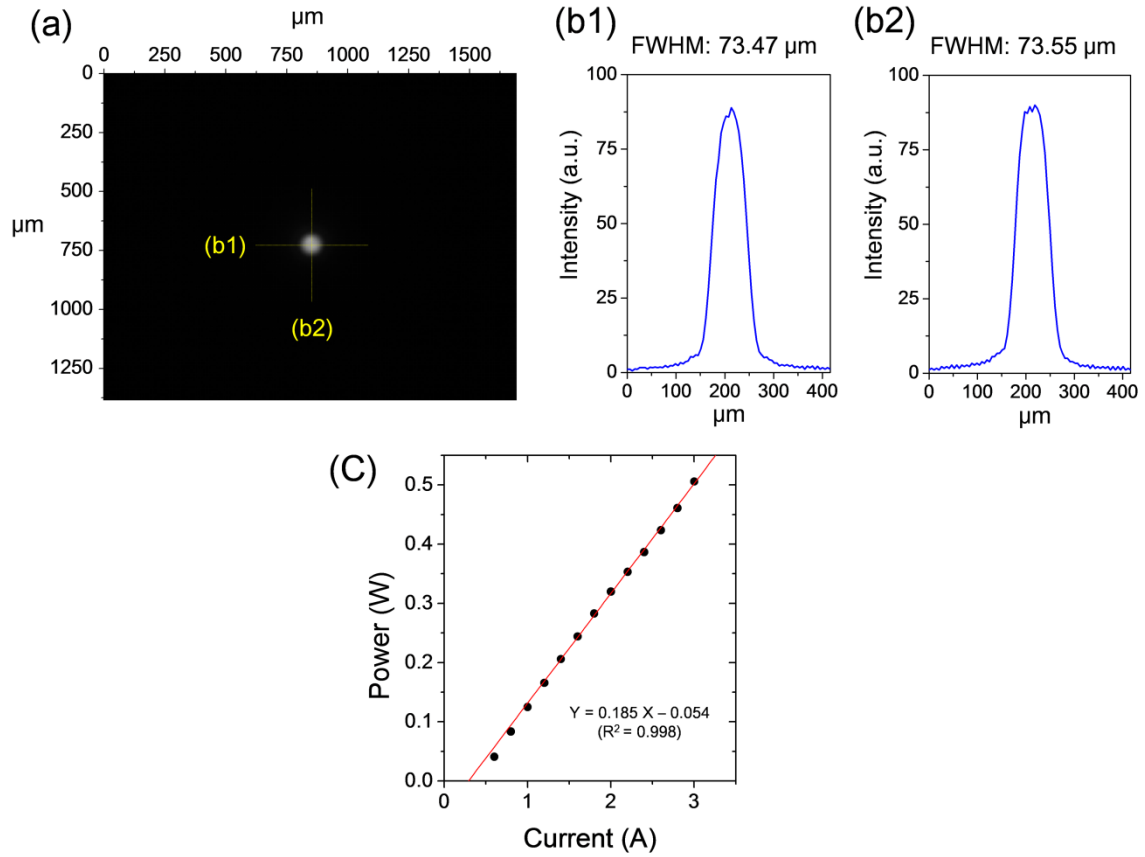 (a)
µm
0 250 500 750 1000 1250 1500
0
250
500
µm
750
1000
1250
(b1)
(b2)
(b1)
FWHM: 73.47 µm
100
75
50
25
0
Intensity (a.u.)
0 100 200 300 400
µm
(b2)
FWHM: 73.55 µm
100
75
50
25
0
Intensity (a.u.)
0 100 200 300 400
µm
(C)
0.5
0.4
0.3
0.2
0.1
0.0
Power (W)
Y = 0.185 X – 0.054
(R² = 0.998)
0 1 2 3
Current (A)